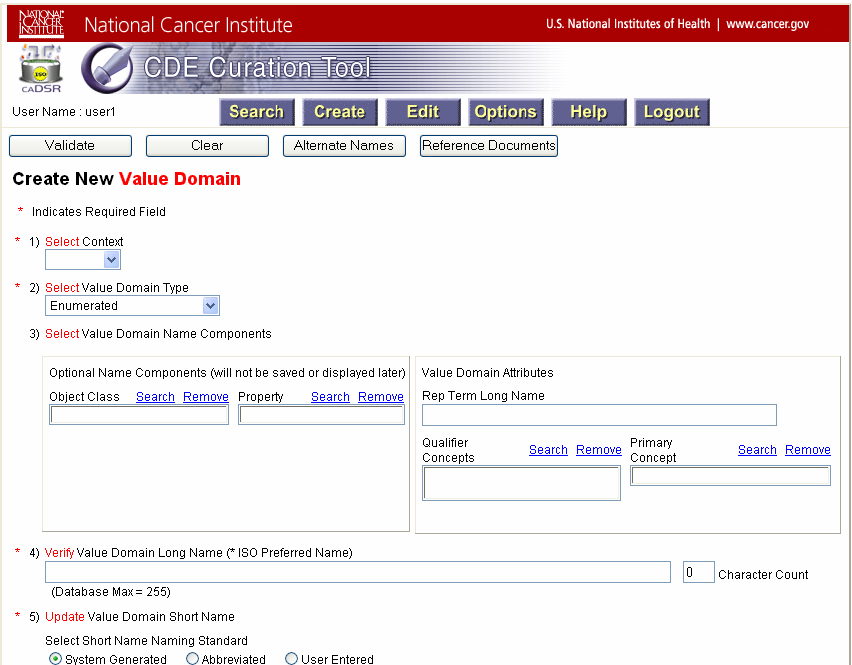 NATIONAL CANCER INSTITUTE National Cancer Institute U.S. National Institutes of Health | www.cancer.gov
ISO
caDSR
CDE Curation Tool
User Name : user1 Search Create Edit Options Help Logout
Validate Clear Alternate Names Reference Documents
Create New Value Domain
* Indicates Required Field
* 1) Select Context
* 2) Select Value Domain Type
Enumerated
3) Select Value Domain Name Components
Optional Name Components (will not be saved or displayed later)
Object Class Search Remove Property Search Remove
Value Domain Attributes
Rep Term Long Name
Qualifier Concepts Search Remove Primary Concept Search Remove
* 4) Verify Value Domain Long Name (* ISO Preferred Name)
0 Character Count
(Database Max = 255)
* 5) Update Value Domain Short Name
Select Short Name Naming Standard
System Generated Abbreviated User Entered